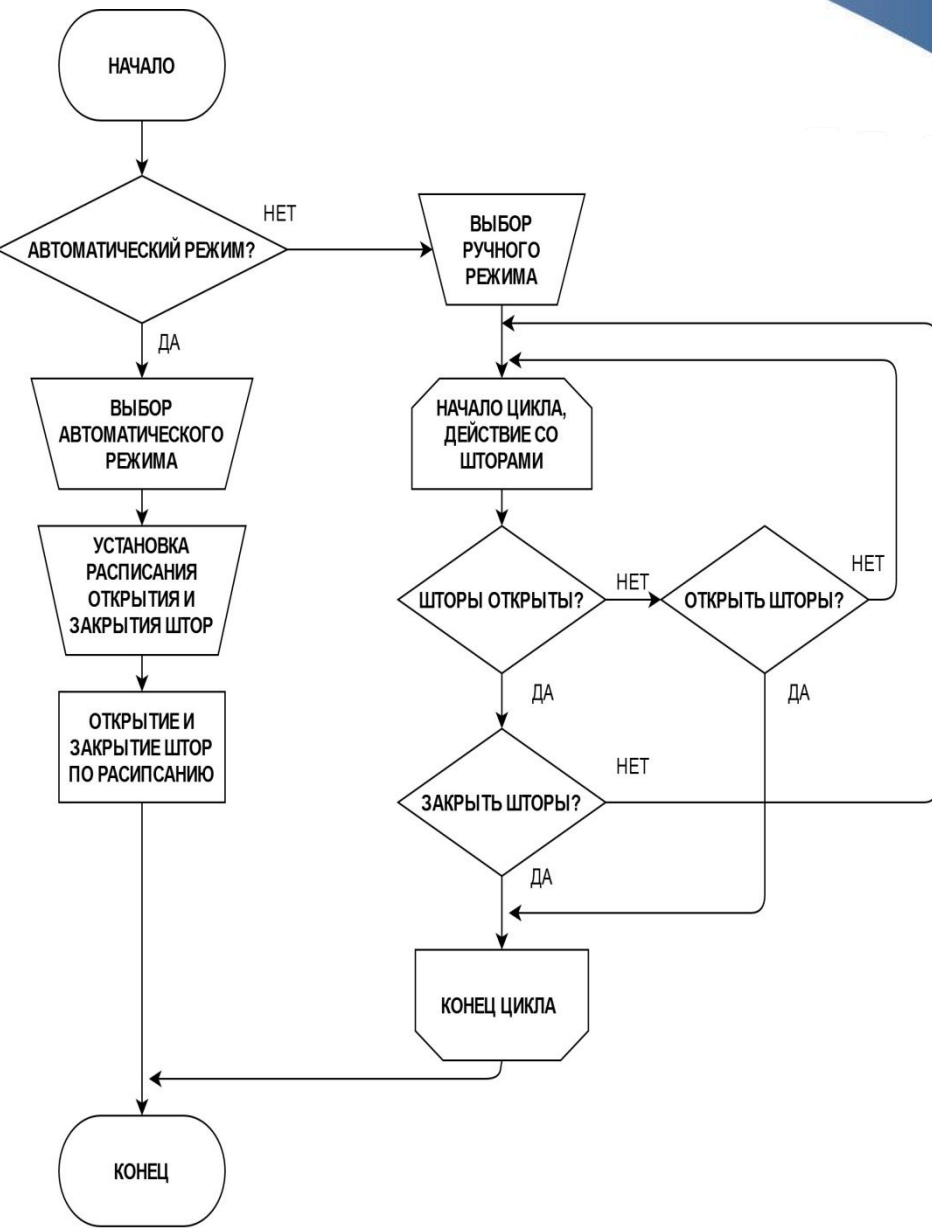 НАЧАЛО
АВТОМАТИЧЕСКИЙ РЕЖИМ?
НЕТ
ВЫБОР
РУЧНОГО
РЕЖИМА
ДА
ВЫБОР
АВТОМАТИЧЕСКОГО
РЕЖИМА
УСТАНОВКА
РАСПИСАНИЯ
ОТКРЫТИЯ И
ЗАКРЫТИЯ ШТОР
ОТКРЫТИЕ И
ЗАКРЫТИЕ ШТОР
ПО РАСИПСАНИЮ
НАЧАЛО ЦИКЛА,
ДЕЙСТВИЕ СО
ШТОРАМИ
ШТОРЫ ОТКРЫТЫ?
НЕТ
ОТКРЫТЬ ШТОРЫ?
НЕТ
ДА
ДА
ЗАКРЫТЬ ШТОРЫ?
НЕТ
ДА
КОНЕЦ ЦИКЛА
КОНЕЦ